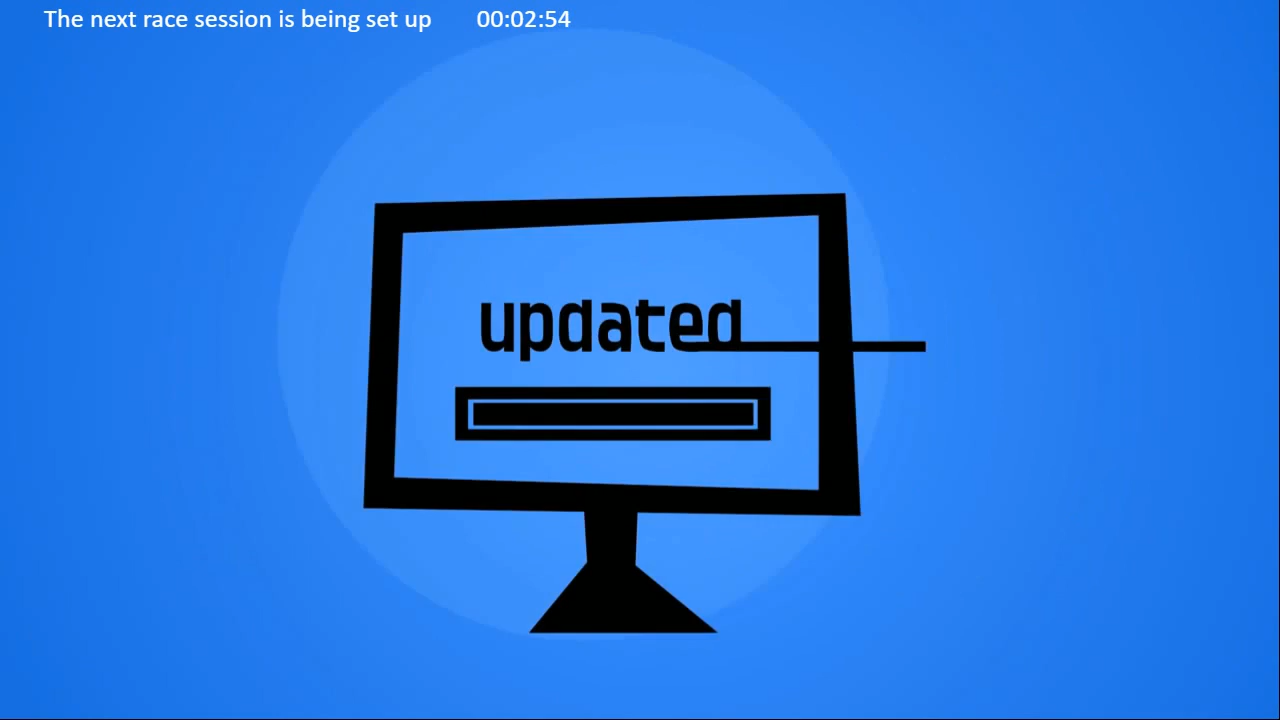 The next race session is being set up 00:02:54
updated